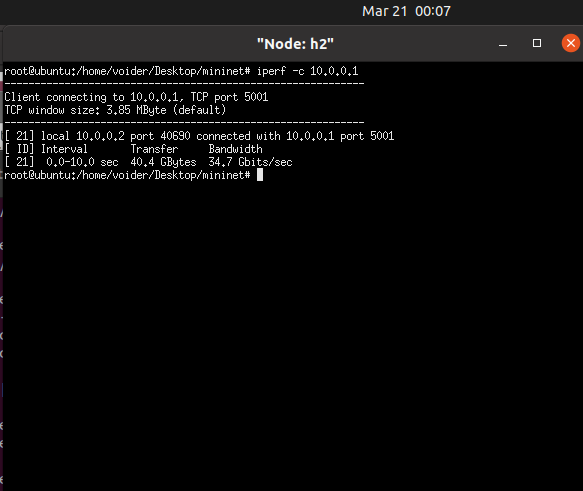 Mar 21 00:07
"Node: h2"
root@ubuntu:/home/voider/Desktop/mininet# iperf -c 10.0.0.1
------------------------------------------------------------
Client connecting to 10.0.0.1, TCP port 5001
TCP window size: 3.85 MByte (default)
------------------------------------------------------------
[ 21] local 10.0.0.2 port 40690 connected with 10.0.0.1 port 5001
[ ID] Interval       Transfer     Bandwidth
[ 21]  0.0-10.0 sec  40.4 GBytes  34.7 Gbits/sec
root@ubuntu:/home/voider/Desktop/mininet#